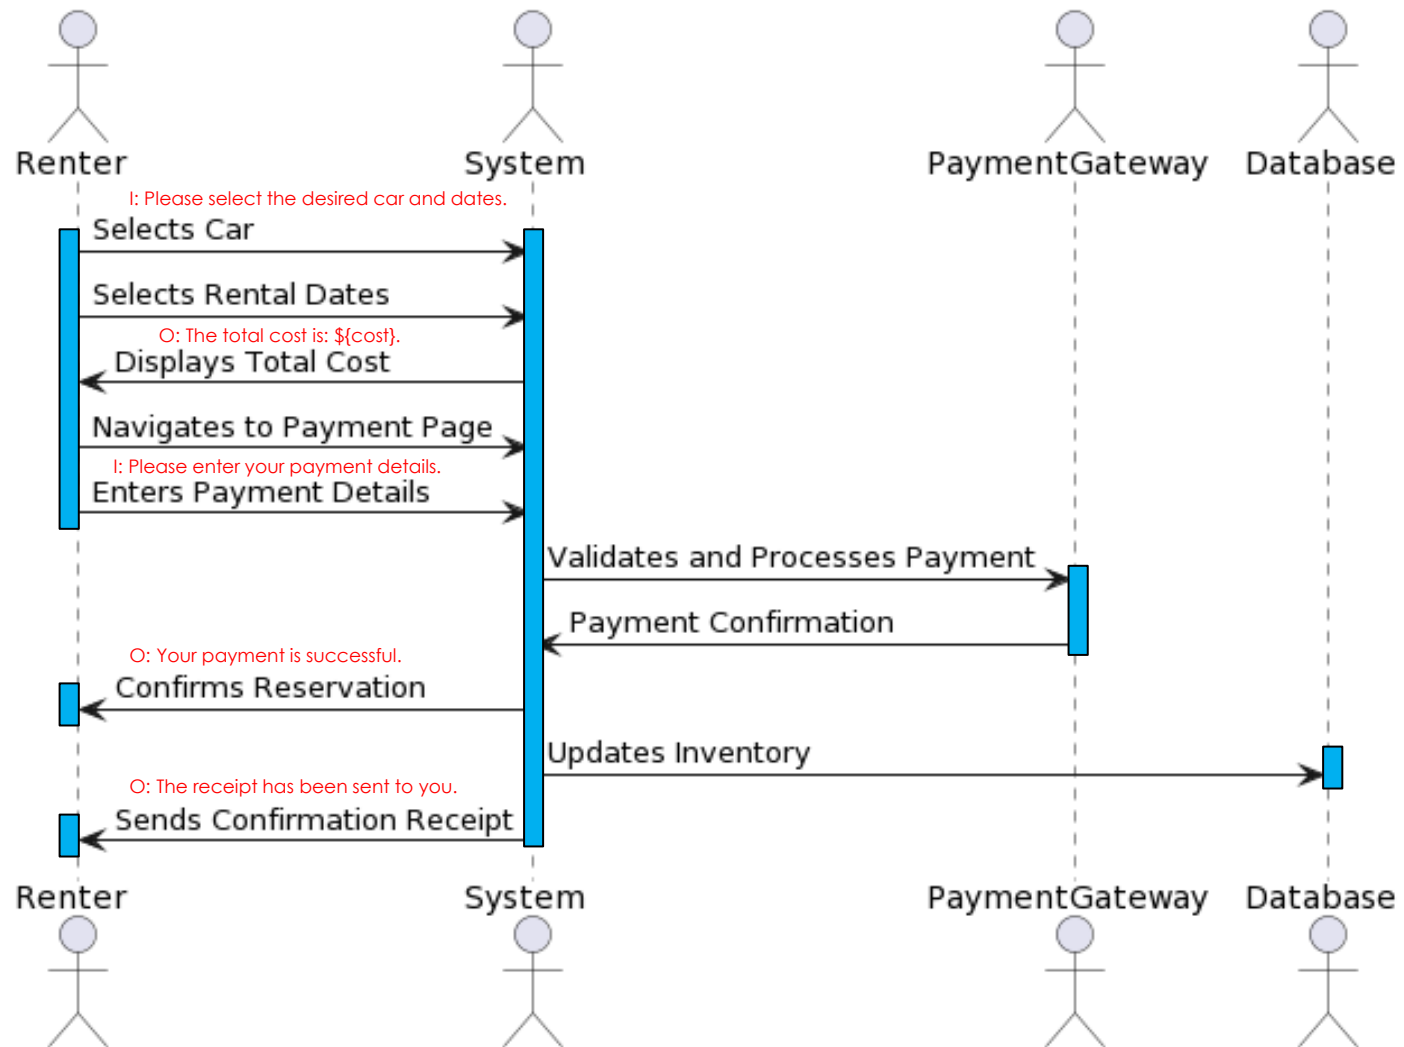 Renter System PaymentGateway Database
I: Please select the desired car and dates.
Selects Car
Selects Rental Dates
O: The total cost is: ${cost}.
Displays Total Cost
Navigates to Payment Page
I: Please enter your payment details.
Enters Payment Details
Validates and Processes Payment
Payment Confirmation
O: Your payment is successful.
Confirms Reservation
Updates Inventory
O: The receipt has been sent to you.
Sends Confirmation Receipt
Renter System PaymentGateway Database